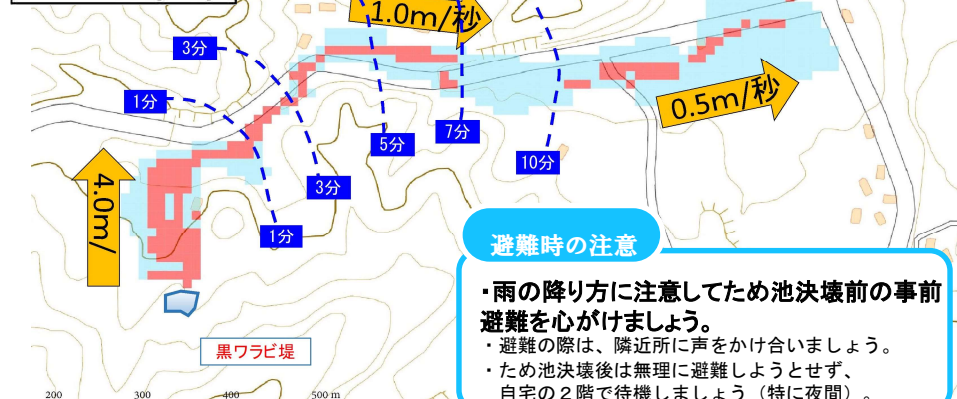 1.0m/秒
3分
1分
0.5m/秒
5分
7分
10分
4.0m/
3分
1分
避難時の注意
・雨の降り方に注意してため池決壊前の事前
避難を心がけましょう。
・避難の際は、隣近所に声をかけ合いましょう。
・ため池決壊後は無理に避難しようとせず、
自宅の2階で待機しましょう（特に夜間）。
黒ワラビ堤
200 300 400 500 m